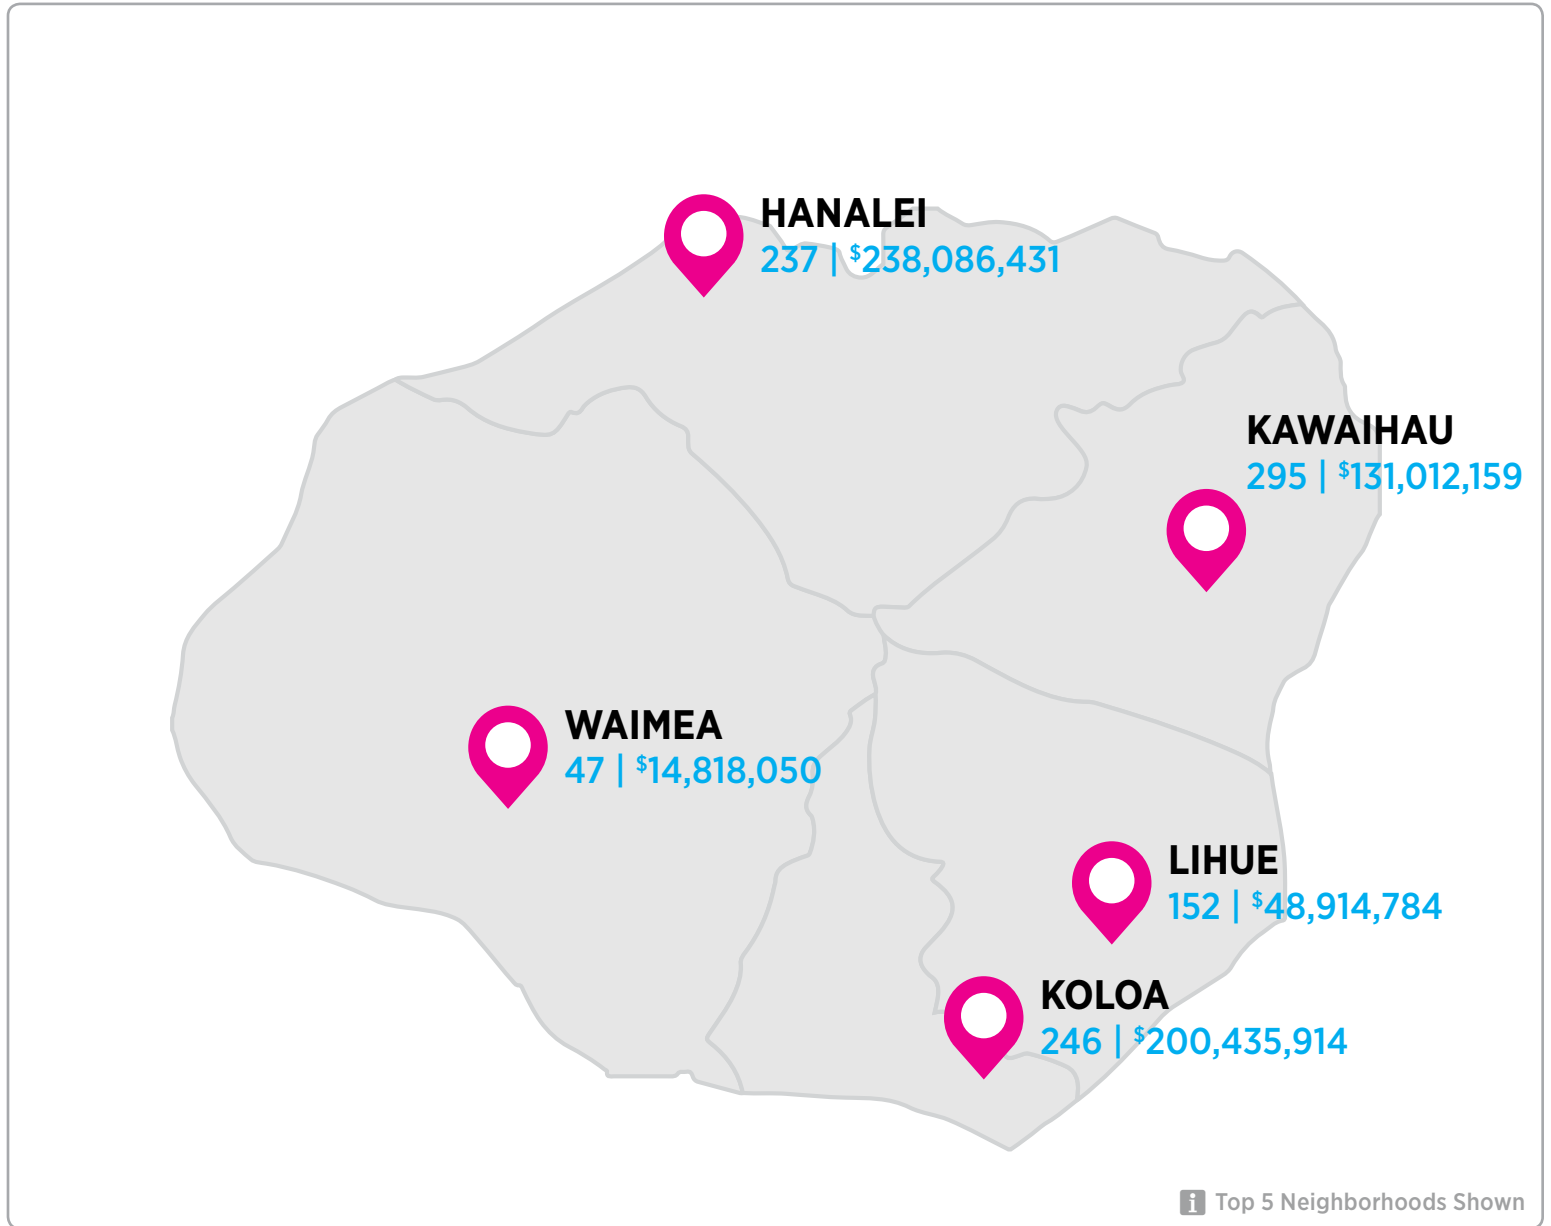 HANALEI
237 | $238,086,431
KAWAIHAU
295 | $131,012,159
WAIMEA
47 | $14,818,050
LIHUE
152 | $48,914,784
KOLOA
246 | $200,435,914
i Top 5 Neighborhoods Shown